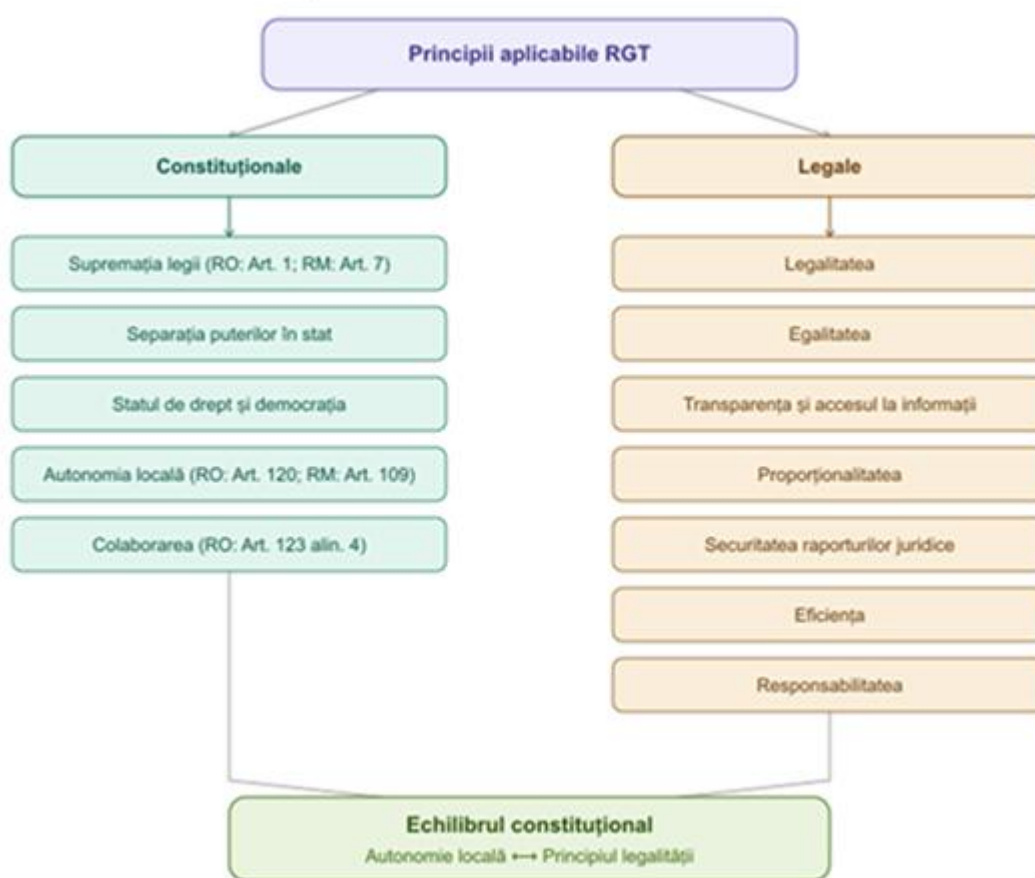 Principii aplicabile RGT
Constituționale
Suprematția legii (RO: Art. 1; RM: Art. 7)
Separația puterilor în stat
Statul de drept și democrația
Autonomia locală (RO: Art. 120; RM: Art. 109)
Colaborarea (RO: Art. 123 alin. 4)
Legale
Legalitatea
Egalitatea
Transparența și accesul la informații
Proporționalitatea
Securitatea raporturilor juridice
Eficiența
Responsabilitatea
Echilibrul constituțional
Autonomie locală ⟷ Principiul legalității